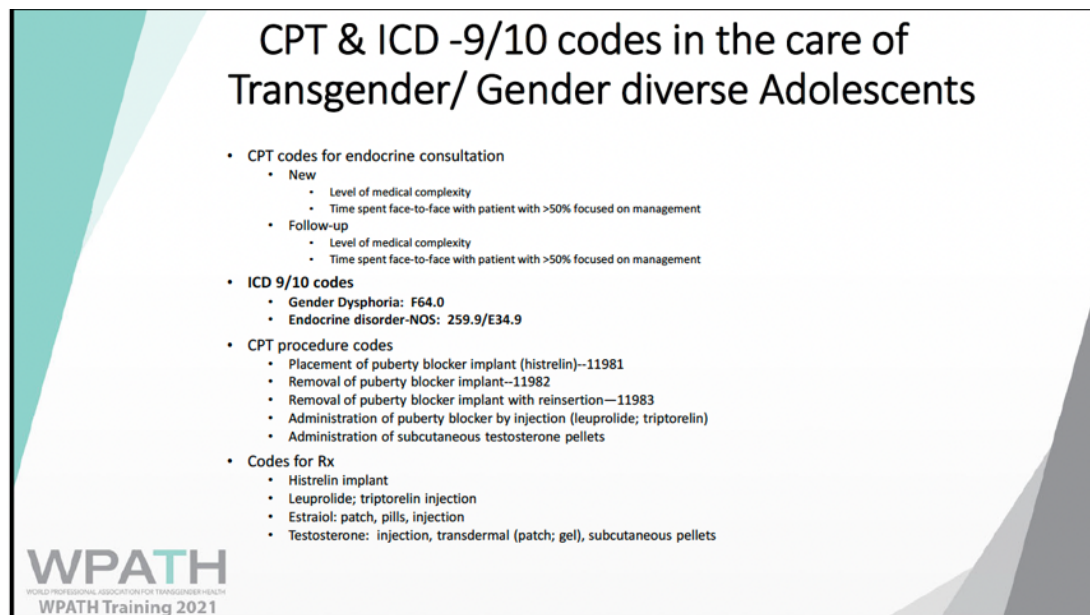 CPT & ICD -9/10 codes in the care of
Transgender/ Gender diverse Adolescents
• CPT codes for endocrine consultation
• New
• Level of medical complexity
• Time spent face-to-face with patient with >50% focused on management
• Follow-up
• Level of medical complexity
• Time spent face-to-face with patient with >50% focused on management
• ICD 9/10 codes
• Gender Dysphoria: F64.0
• Endocrine disorder-NOS: 259.9/E34.9
• CPT procedure codes
• Placement of puberty blocker implant (histrelin)--11981
• Removal of puberty blocker implant--11982
• Removal of puberty blocker implant with reinsertion—11983
• Administration of puberty blocker by injection (leuprolide; triptorelin)
• Administration of subcutaneous testosterone pellets
• Codes for Rx
• Histrelin implant
• Leuprolide; triptorelin injection
• Estraiol: patch, pills, injection
• Testosterone: injection, transdermal (patch; gel), subcutaneous pellets
WPATH
WORLD PROFESSIONAL ASSOCIATION FOR TRANSGENDER HEALTH
WPATH Training 2021